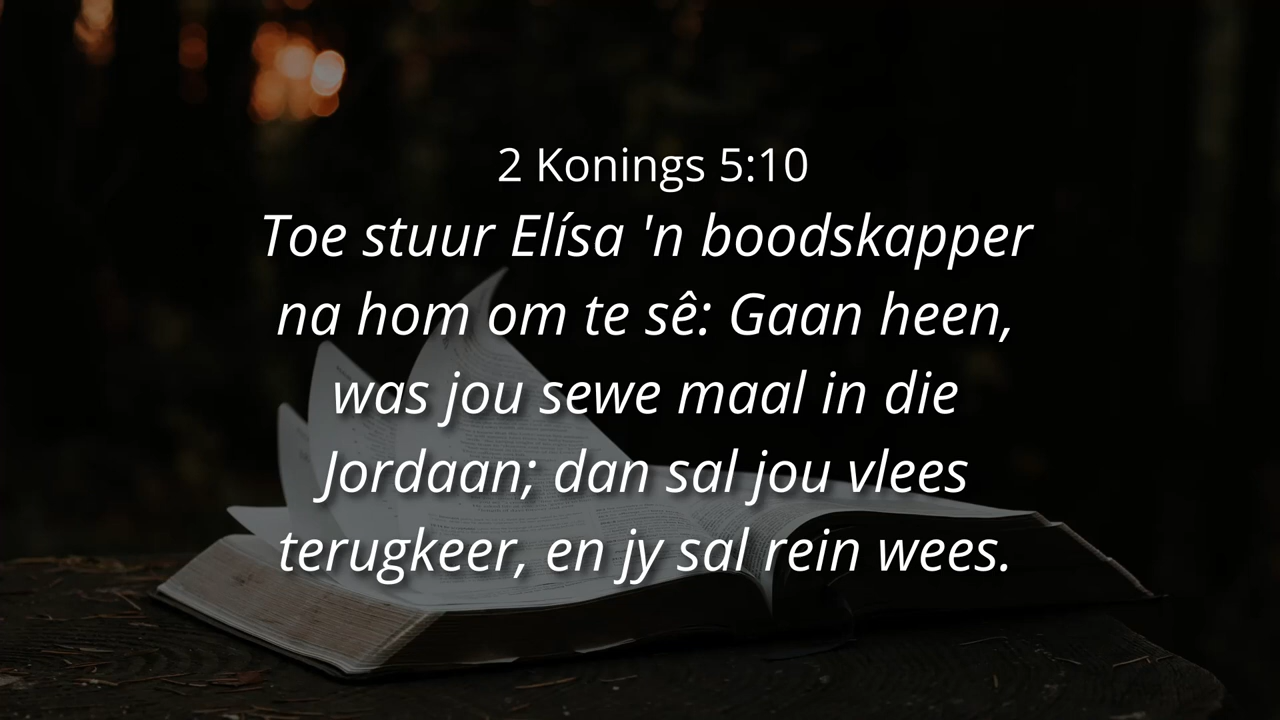 2 Konings 5:10
Toe stuur Elísa 'n boodskapper
na hom om te sê: Gaan heen,
was jou sewe maal in die
Jordaan; dan sal jou vlees
terugkeer, en jy sal rein wees.